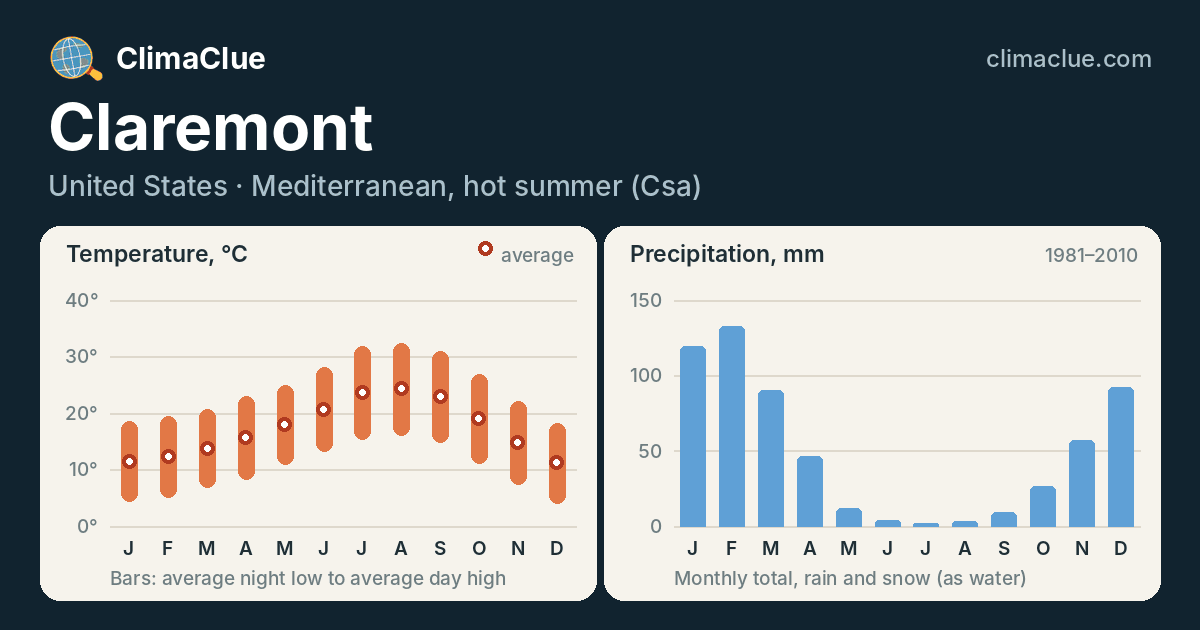 ClimaClue
climaclue.com
Claremont
United States · Mediterranean, hot summer (Csa)
Temperature, °C
average
40°
30°
20°
10°
0°
J F M A M J J A S O N D
Bars: average night low to average day high
Precipitation, mm
1981–2010
150
100
50
0
J F M A M J J A S O N D
Monthly total, rain and snow (as water)